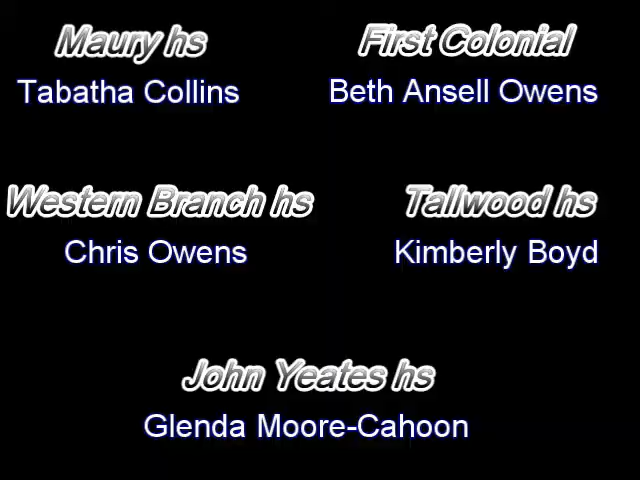 Maury hs
Tabatha Collins
First Colonial
Beth Ansell Owens
Western Branch hs
Chris Owens
Tallwood hs
Kimberly Boyd
John Yeates hs
Glenda Moore-Cahoon